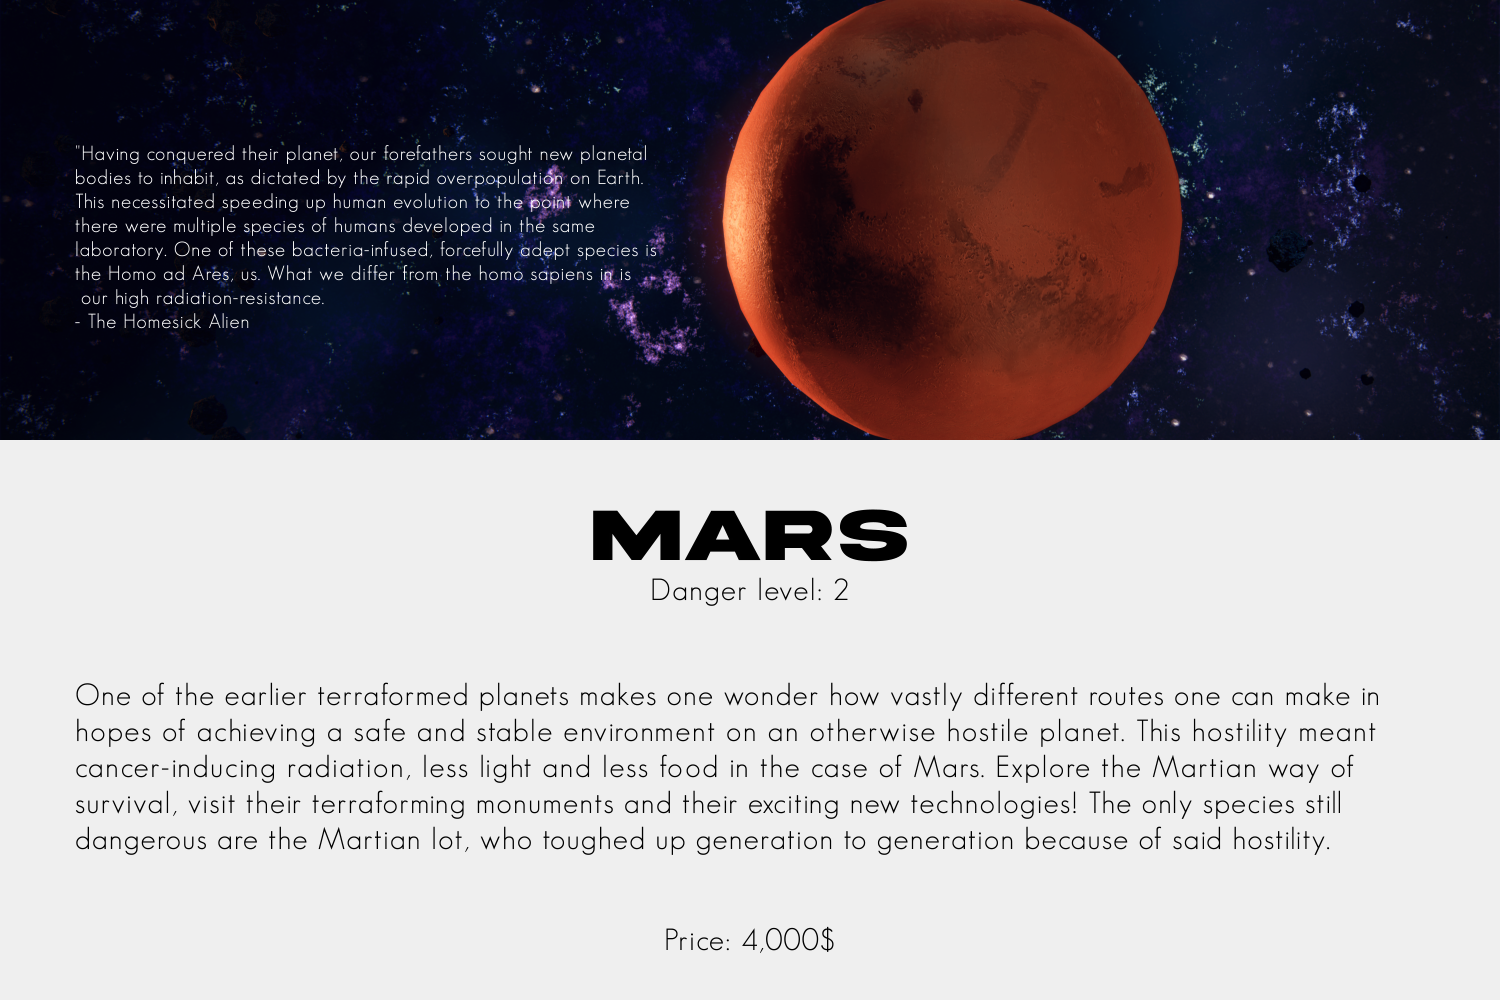 "Having conquered their planet, our forefathers sought new planetal
bodies to inhabit, as dictated by the rapid overpopulation on Earth.
This necessitated speeding up human evolution to the point where
there were multiple species of humans developed in the same
laboratory. One of these bacteria-infused, forcefully adept species is
the Homo ad Ares, us. What we differ from the homo sapiens in is
our high radiation-resistance.
- The Homesick Alien
MARS
Danger level: 2
One of the earlier terraformed planets makes one wonder how vastly different routes one can make in
hopes of achieving a safe and stable environment on an otherwise hostile planet. This hostility meant
cancer-inducing radiation, less light and less food in the case of Mars. Explore the Martian way of
survival, visit their terraforming monuments and their exciting new technologies! The only species still
dangerous are the Martian lot, who toughed up generation to generation because of said hostility.
Price: 4,000$